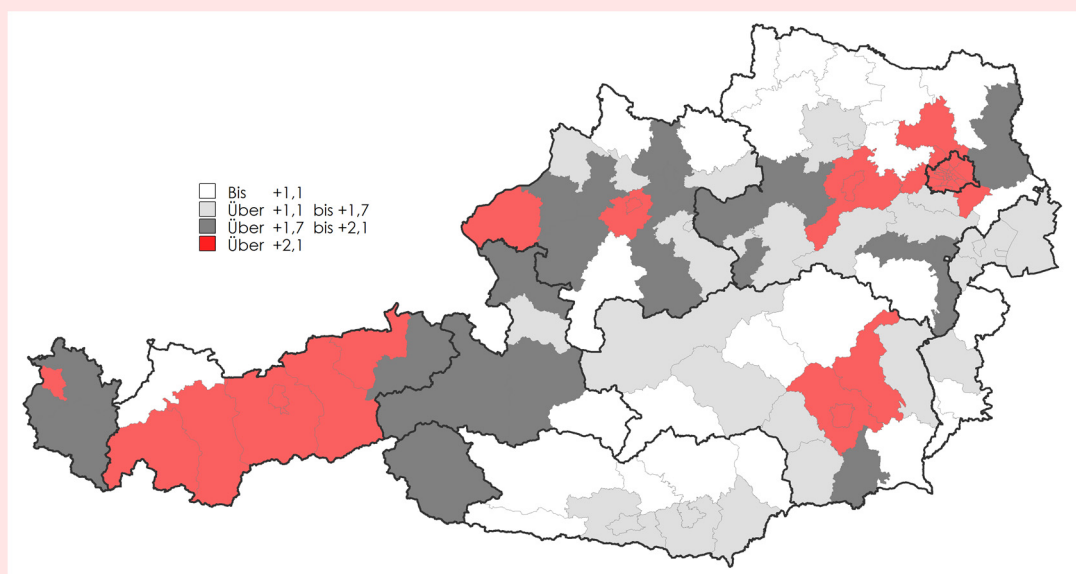 Bis +1,1
Über +1,1 bis +1,7
Über +1,7 bis +2,1
Über +2,1